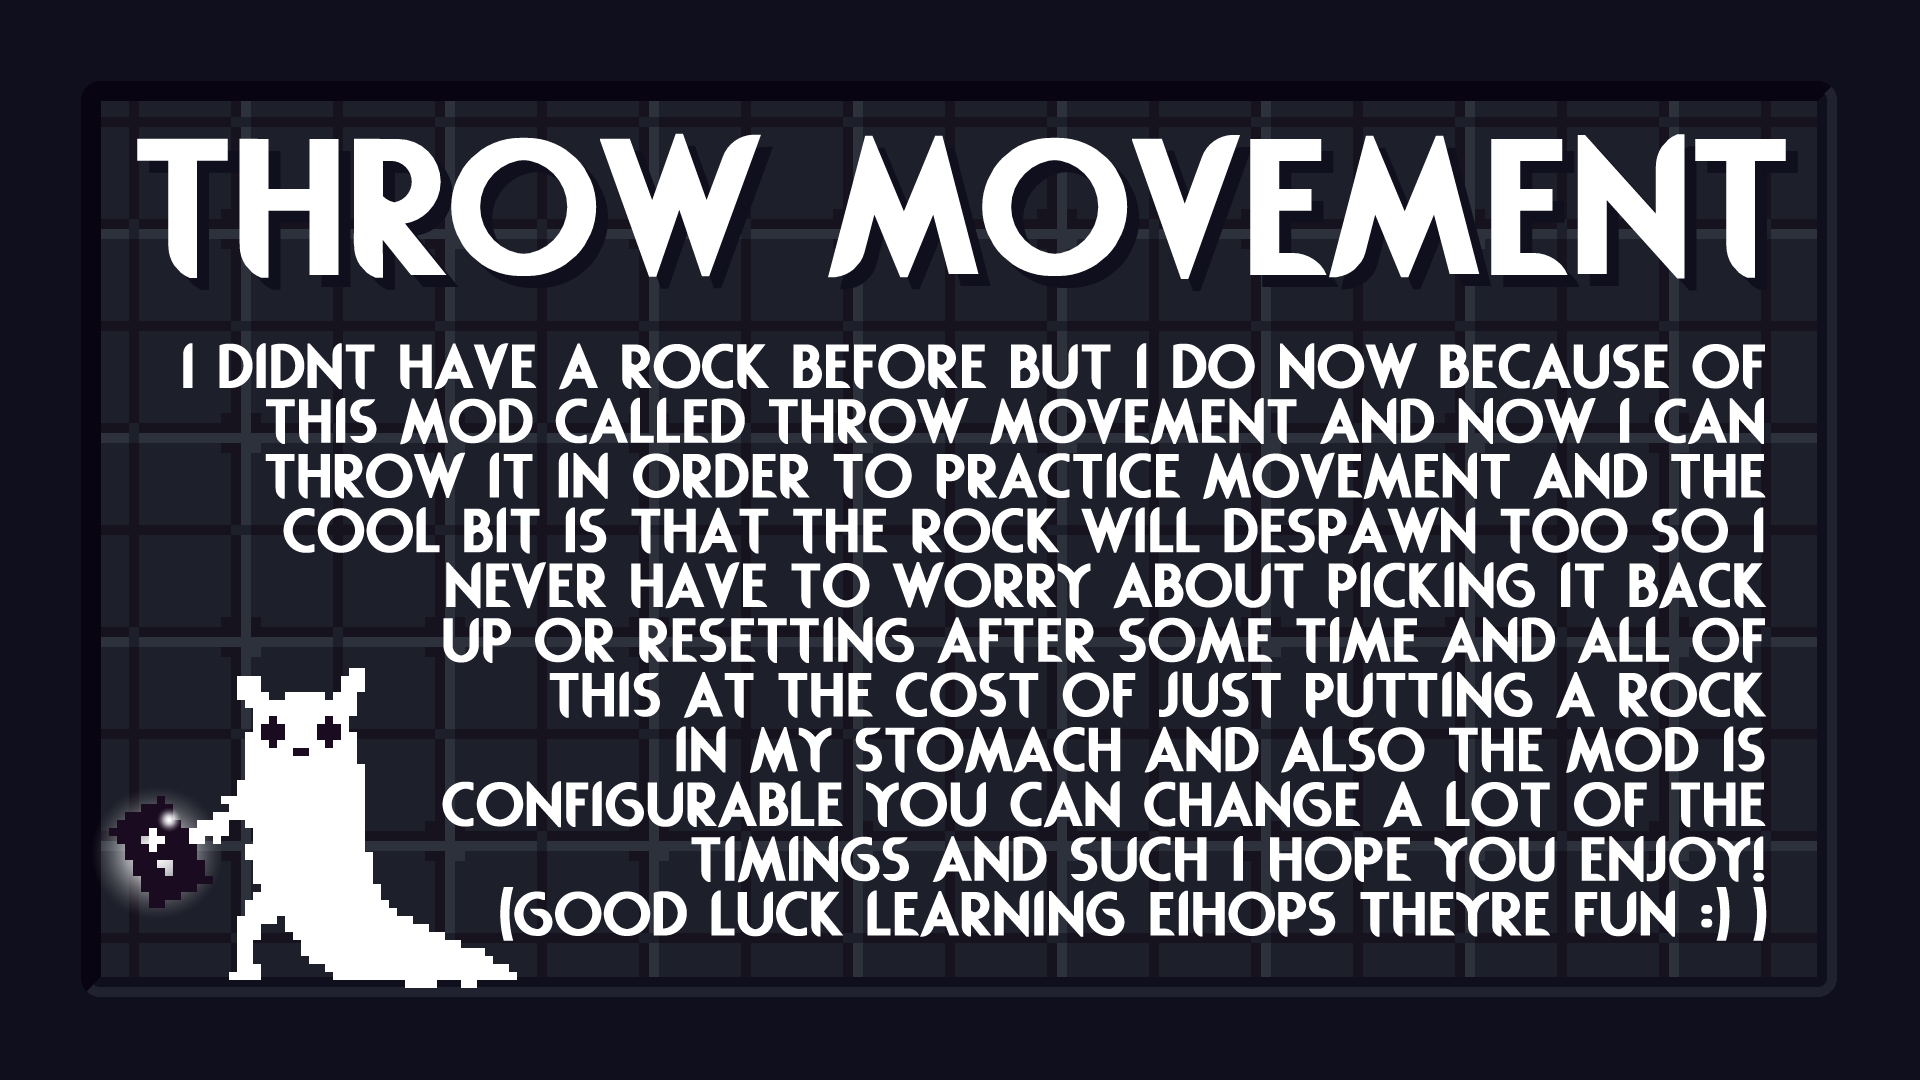 THROW MOVEMENT
I DIDNT HAVE A ROCK BEFORE BUT I DO NOW BECAUSE OF
THIS MOD CALLED THROW MOVEMENT AND NOW I CAN
THROW IT IN ORDER TO PRACTICE MOVEMENT AND THE
COOL BIT IS THAT THE ROCK WILL DESPAWN TOO SO I
NEVER HAVE TO WORRY ABOUT PICKING IT BACK
UP OR RESETTING AFTER SOME TIME AND ALL OF
THIS AT THE COST OF JUST PUTTING A ROCK
IN MY STOMACH AND ALSO THE MOD IS
CONFIGURABLE YOU CAN CHANGE A LOT OF THE
TIMINGS AND SUCH I HOPE YOU ENJOY!
(GOOD LUCK LEARNING EIHOPS THEYRE FUN :) )